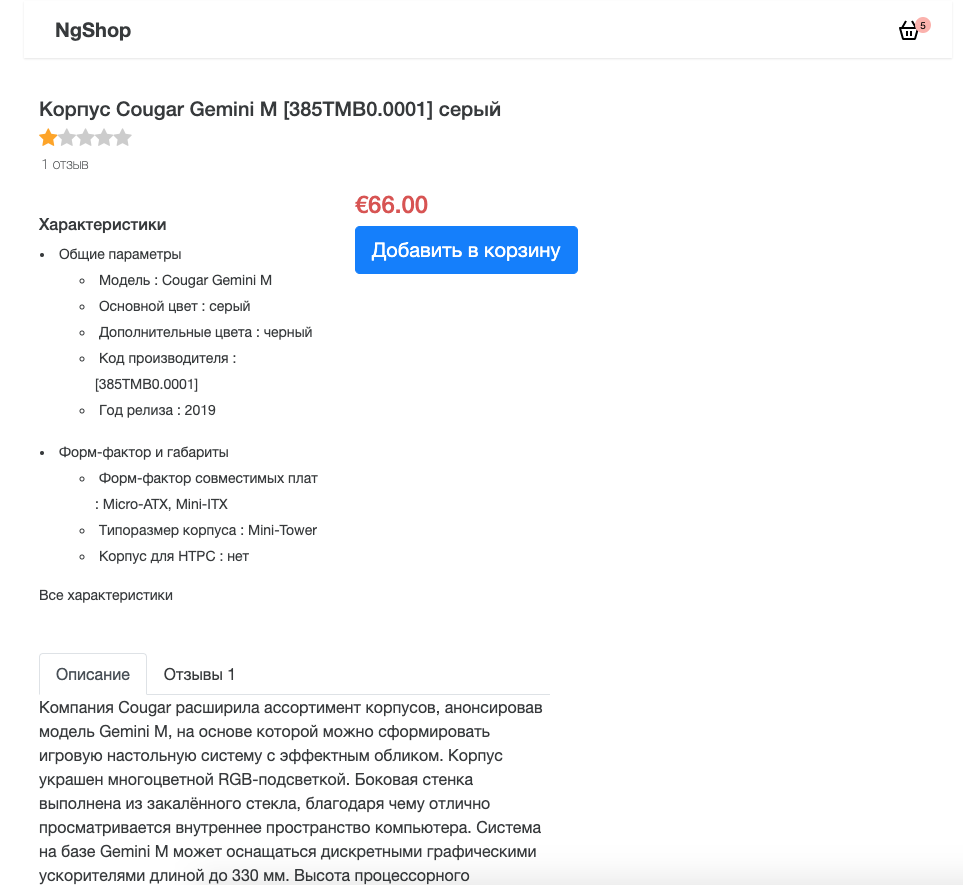 NgShop
5
Корпус Cougar Gemini M [385TMB0.0001] серый
1 отзыв
€66.00
Добавить в корзину
Характеристики
Общие параметры
Модель : Cougar Gemini M
Основной цвет : серый
Дополнительные цвета : черный
Код производителя :
[385TMB0.0001]
Год релиза : 2019
Форм-фактор и габариты
Форм-фактор совместимых плат
: Micro-ATX, Mini-ITX
Типоразмер корпуса : Mini-Tower
Корпус для HTPC : нет
Все характеристики
Описание
Отзывы 1
Компания Cougar расширила ассортимент корпусов, анонсировав
модель Gemini M, на основе которой можно сформировать
игровую настольную систему с эффектным обликом. Корпус
украшен многоцветной RGB-подсветкой. Боковая стенка
выполнена из закалённого стекла, благодаря чему отлично
просматривается внутреннее пространство компьютера. Система
на базе Gemini M может оснащаться дискретными графическими
ускорителями длиной до 330 мм. Высота процессорного